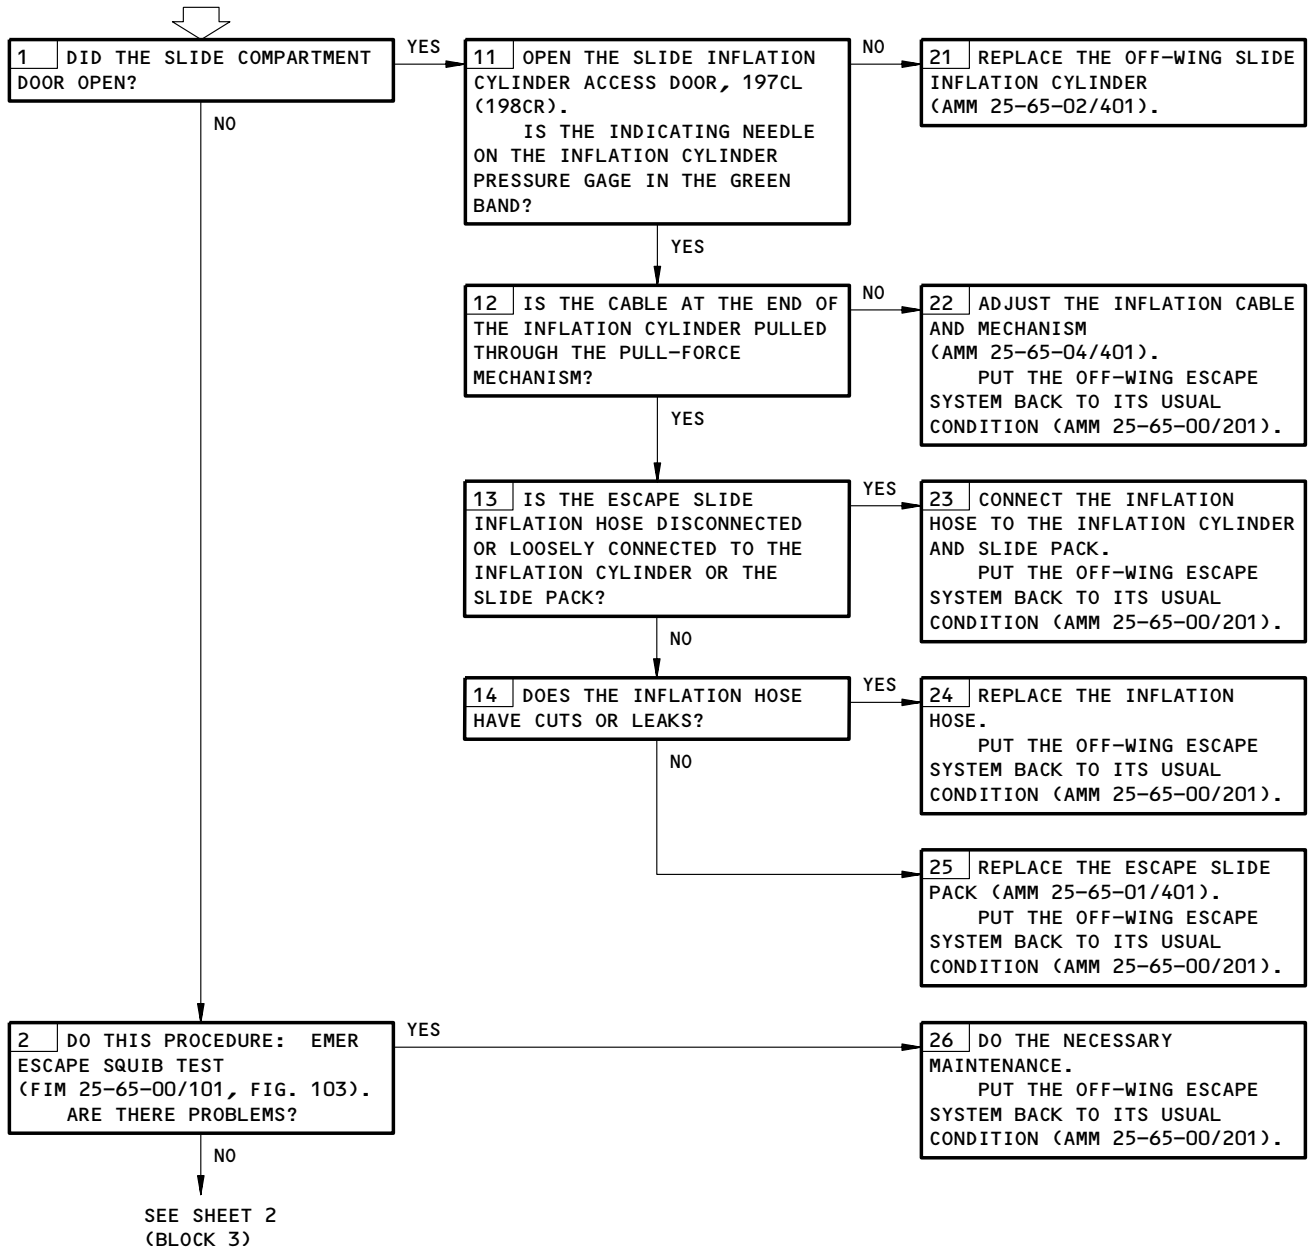 1 DID THE SLIDE COMPARTMENT
DOOR OPEN?
YES
NO
11 OPEN THE SLIDE INFLATION
CYLINDER ACCESS DOOR, 197CL
(198CR).
IS THE INDICATING NEEDLE
ON THE INFLATION CYLINDER
PRESSURE GAGE IN THE GREEN
BAND?
NO
YES
21 REPLACE THE OFF-WING SLIDE
INFLATION CYLINDER
(AMM 25-65-02/401).
12 IS THE CABLE AT THE END OF
THE INFLATION CYLINDER PULLED
THROUGH THE PULL-FORCE
MECHANISM?
NO
YES
22 ADJUST THE INFLATION CABLE
AND MECHANISM
(AMM 25-65-04/401).
PUT THE OFF-WING ESCAPE
SYSTEM BACK TO ITS USUAL
CONDITION (AMM 25-65-00/201).
13 IS THE ESCAPE SLIDE
INFLATION HOSE DISCONNECTED
OR LOOSELY CONNECTED TO THE
INFLATION CYLINDER OR THE
SLIDE PACK?
YES
NO
23 CONNECT THE INFLATION
HOSE TO THE INFLATION CYLINDER
AND SLIDE PACK.
PUT THE OFF-WING ESCAPE
SYSTEM BACK TO ITS USUAL
CONDITION (AMM 25-65-00/201).
14 DOES THE INFLATION HOSE
HAVE CUTS OR LEAKS?
YES
NO
24 REPLACE THE INFLATION
HOSE.
PUT THE OFF-WING ESCAPE
SYSTEM BACK TO ITS USUAL
CONDITION (AMM 25-65-00/201).
25 REPLACE THE ESCAPE SLIDE
PACK (AMM 25-65-01/401).
PUT THE OFF-WING ESCAPE
SYSTEM BACK TO ITS USUAL
CONDITION (AMM 25-65-00/201).
2 DO THIS PROCEDURE: EMER
ESCAPE SQUIB TEST
(FIM 25-65-00/101, FIG. 103).
ARE THERE PROBLEMS?
YES
NO
26 DO THE NECESSARY
MAINTENANCE.
PUT THE OFF-WING ESCAPE
SYSTEM BACK TO ITS USUAL
CONDITION (AMM 25-65-00/201).
SEE SHEET 2
(BLOCK 3)